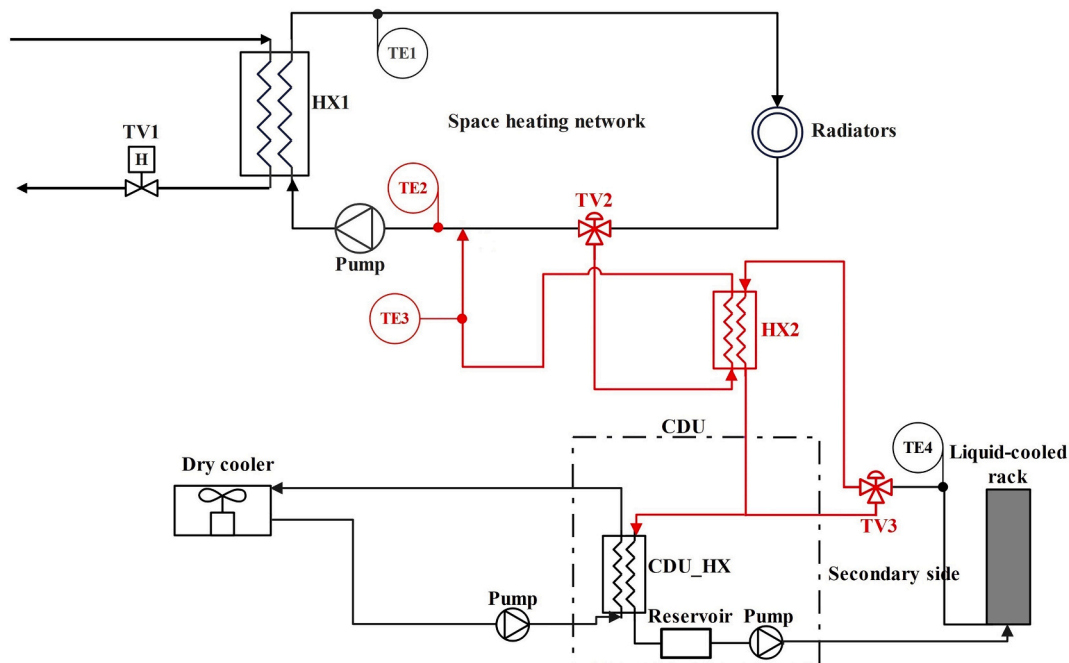 TE1
HX1
TV1
H
Space heating network
Radiators
TE2
TV2
Pump
TE3
HX2
CDU
TE4
Liquid-cooled
rack
Dry cooler
TV3
CDU_HX
Secondary side
Pump
Reservoir
Pump